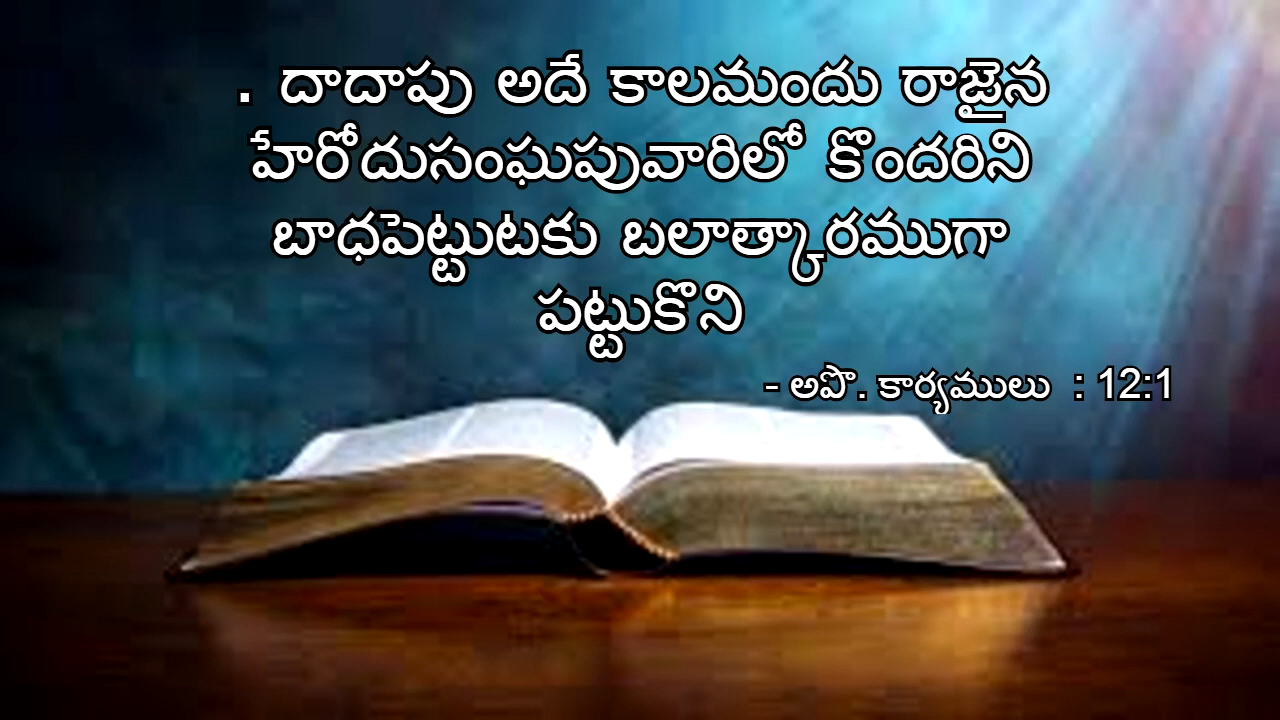 . దాదాపు అదే కాలమందు రాజైన
హేరోదుసంఘపువారిలో కొందరిని
బాధపెట్టుటకు బలాత్కారముగా
పట్టుకొని
- అపొ. కార్యములు : 12:1